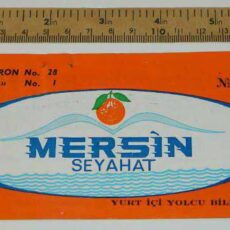 RON No. 28
No. 1
MERSİN
SEYAHAT
YURT İÇİ YOLCU BİL